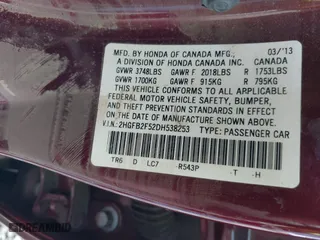 MFD. BY HONDA OF CANADA MFG., 03/'13
A DIVISION OF HONDA CANADA INC. CANADA
GVWR 3748LBS GAWR F 2018LBS R 1753LBS
GVWR 1700KG GAWR F 915KG R 795KG
THIS VEHICLE CONFORMS TO ALL APPLICABLE
FEDERAL MOTOR VEHICLE SAFETY, BUMPER,
AND THEFT PREVENTION STANDARDS IN EFFECT
ON THE DATE OF MANUFACTURE SHOWN ABOVE.
V.I.N.: 2HGFB2F52DH538253 TYPE: PASSENGER CAR
TR6 D LC7 R543P -T -H
DREAMBID